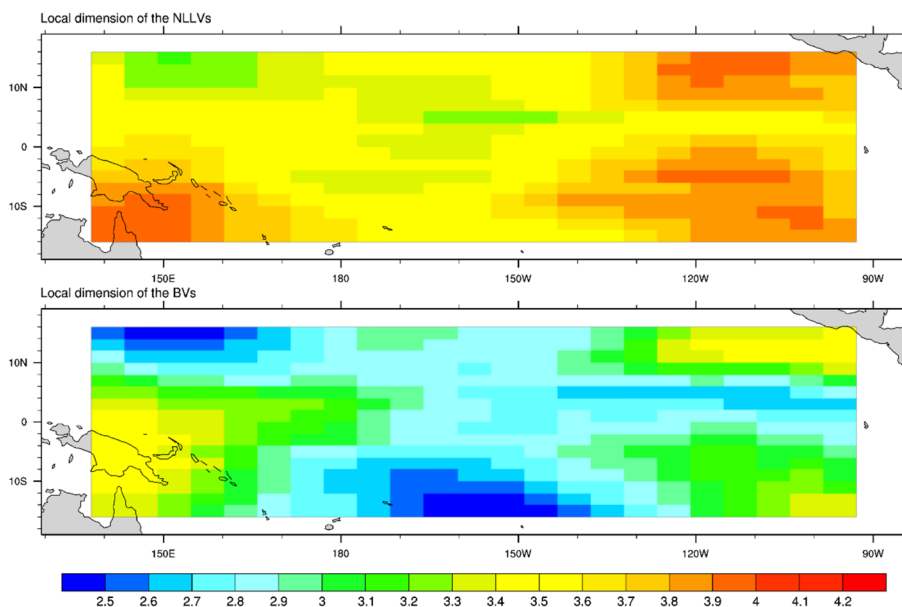 Local dimension of the NLLVs
10N
0
10S
150E 180 150W 120W 90W
Local dimension of the BVs
10N
0
10S
150E 180 150W 120W 90W
2.5 2.6 2.7 2.8 2.9 3 3.1 3.2 3.3 3.4 3.5 3.6 3.7 3.8 3.9 4 4.1 4.2